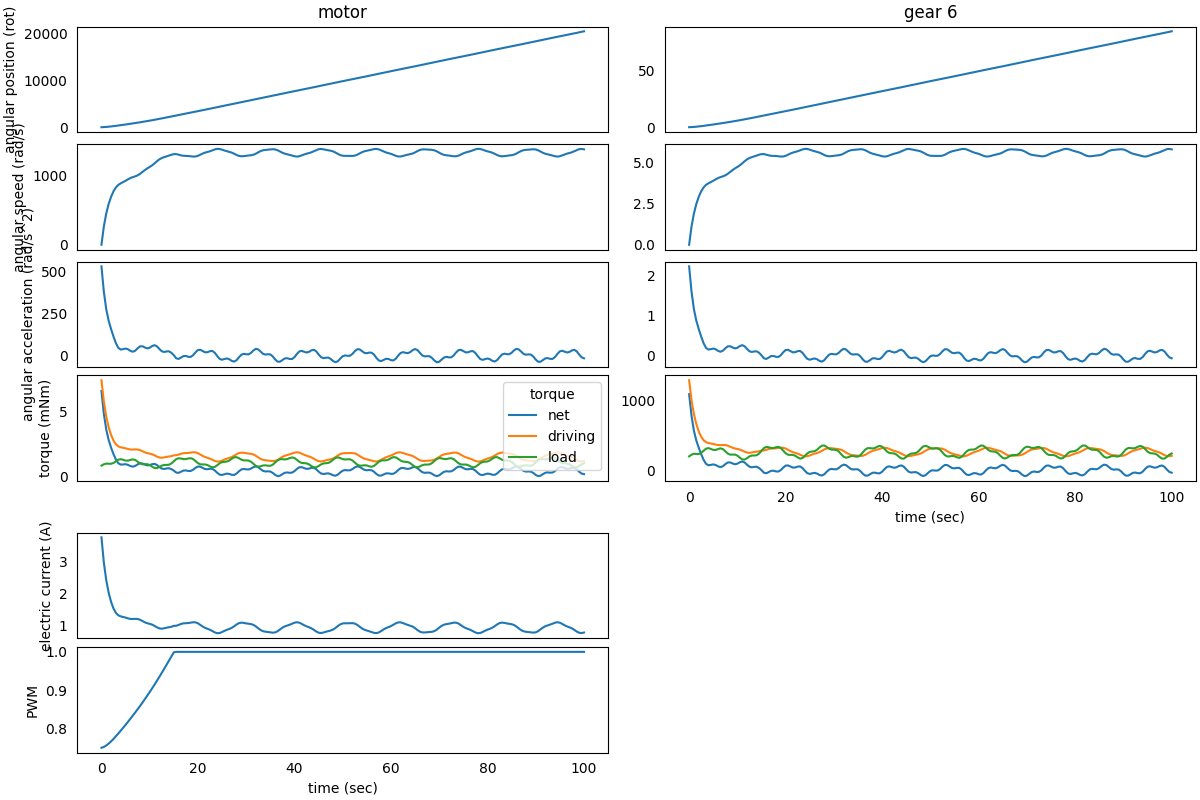 motor
gear 6
angular position (rot)
20000
10000
0
50
0
angular speed (rad/s)
1000
0
5.0
2.5
0.0
angular acceleration (rad/s^2)
500
250
0
2
1
0
torque (mNm)
5
0
torque
net
driving
load
1000
0
0 20 40 60 80 100
time (sec)
electric current (A)
3
2
1
PWM
1.0
0.9
0.8
0 20 40 60 80 100
time (sec)